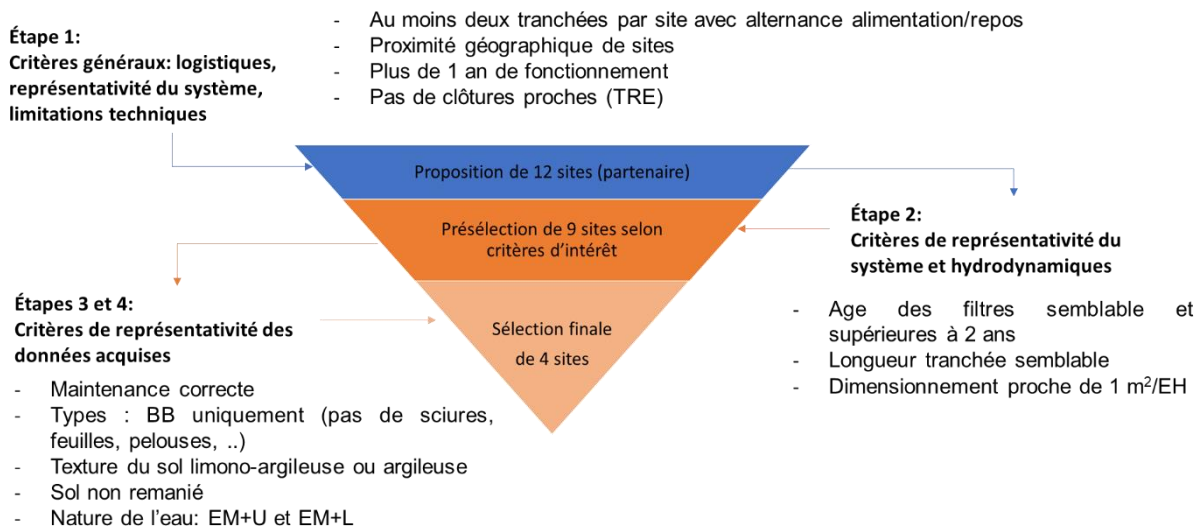 Étape 1:
Critères généraux: logistiques,
représentativité du système,
limitations techniques
- Au moins deux tranchées par site avec alternance alimentation/repos
- Proximité géographique de sites
- Plus de 1 an de fonctionnement
- Pas de clôtures proches (TRE)
Proposition de 12 sites (partenaire)
Présélection de 9 sites selon
critères d'intérêt
Sélection finale
de 4 sites
Étape 2:
Critères de représentativité du
système et hydrodynamiques
- Age des filtres semblable et
supérieures à 2 ans
- Longueur tranchée semblable
- Dimensionnement proche de 1 m²/EH
Étapes 3 et 4:
Critères de représentativité des
données acquises
- Maintenance correcte
- Types : BB uniquement (pas de sciures,
feuilles, pelouses, ..)
- Texture du sol limono-argileuse ou argileuse
- Sol non remanié
- Nature de l'eau: EM+U et EM+L